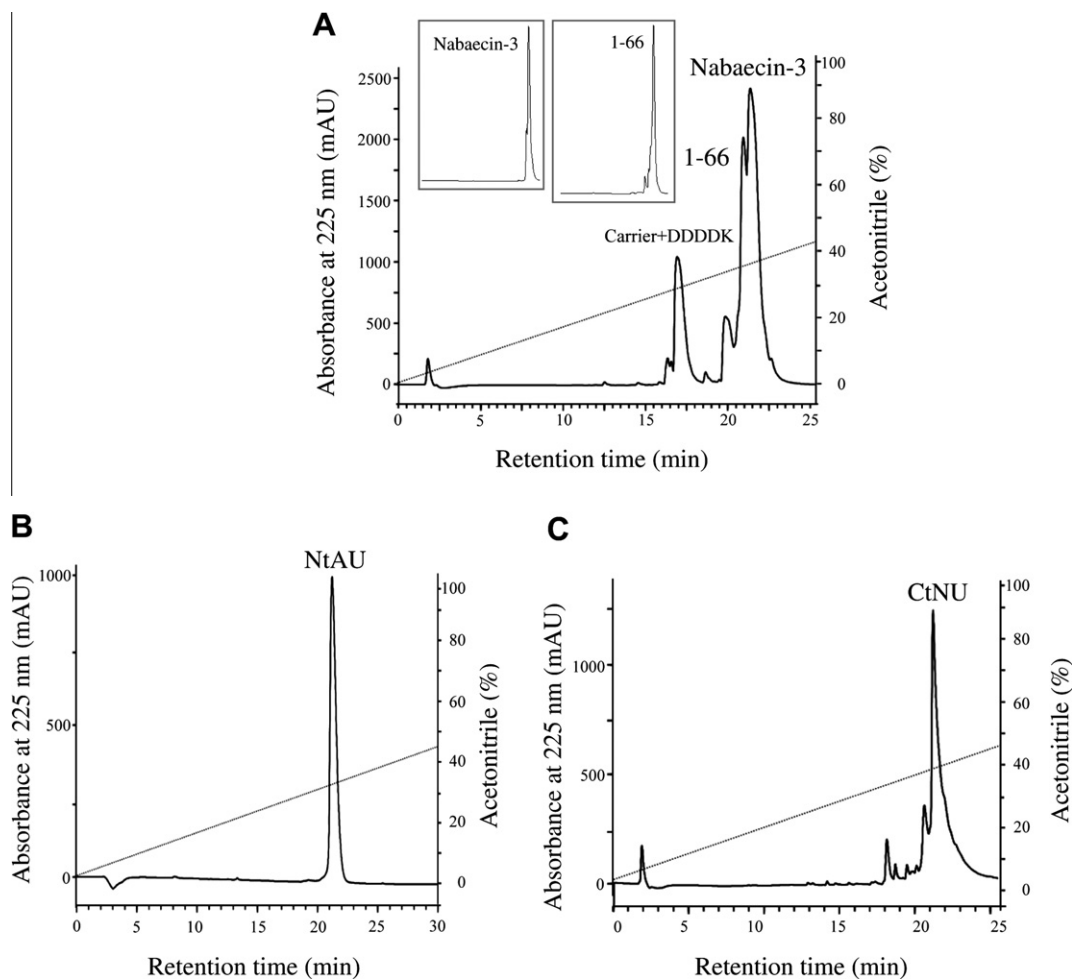 A
Nabaecin-3
1-66
Nabaecin-3
1-66
Carrier+DDDDK
Absorbance at 225 nm (mAU)
2500
2000
1500
1000
500
0
Acetonitrile (%)
100
80
60
40
20
0
0 5 10 15 20 25
Retention time (min)
B
NtAU
Absorbance at 225 nm (mAU)
1000
500
0
Acetonitrile (%)
100
80
60
40
20
0
0 5 10 15 20 25 30
Retention time (min)
C
CtNU
Absorbance at 225 nm (mAU)
1000
500
0
Acetonitrile (%)
100
80
60
40
20
0
0 5 10 15 20 25
Retention time (min)